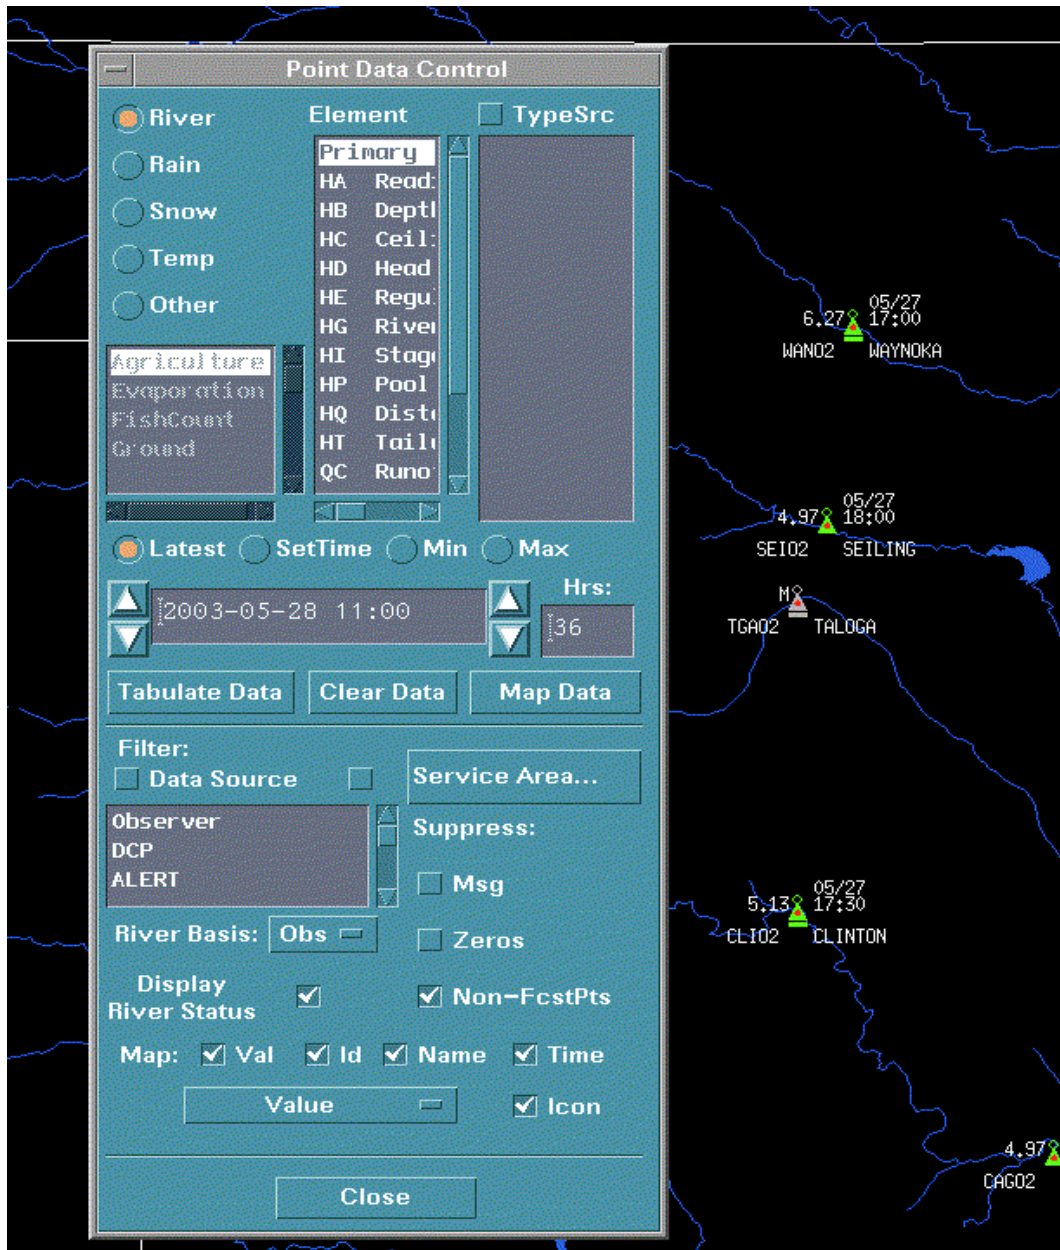 Point Data Control
River
Rain
Snow
Temp
Other
Agriculture
Evaporation
FishCount
Ground
Element
Primary
HA Read
HB Dept
HC Ceil
HD Head
HE Regu
HG River
HI Stag
HP Pool
HQ Dist
HT Tail
QC Runo
TypeSrc
Latest SetTime Min Max
2003-05-28 11:00
Hrs:
36
Tabulate Data Clear Data Map Data
Filter:
Data Source
Service Area...
Observer
DCP
ALERT
Suppress:
Msg
River Basis: Obs
Zeros
Display
River Status
Non-FcstPts
Map: Val Id Name Time
Value
Icon
Close
05/27
6.27 17:00
WANO2 WAYNOKA
05/27
4.97 18:00
SEIO2 SEILING
M
TGAO2 TALOGA
05/27
5.13 17:30
CLIO2 CLINTON
4.97
CAGO2